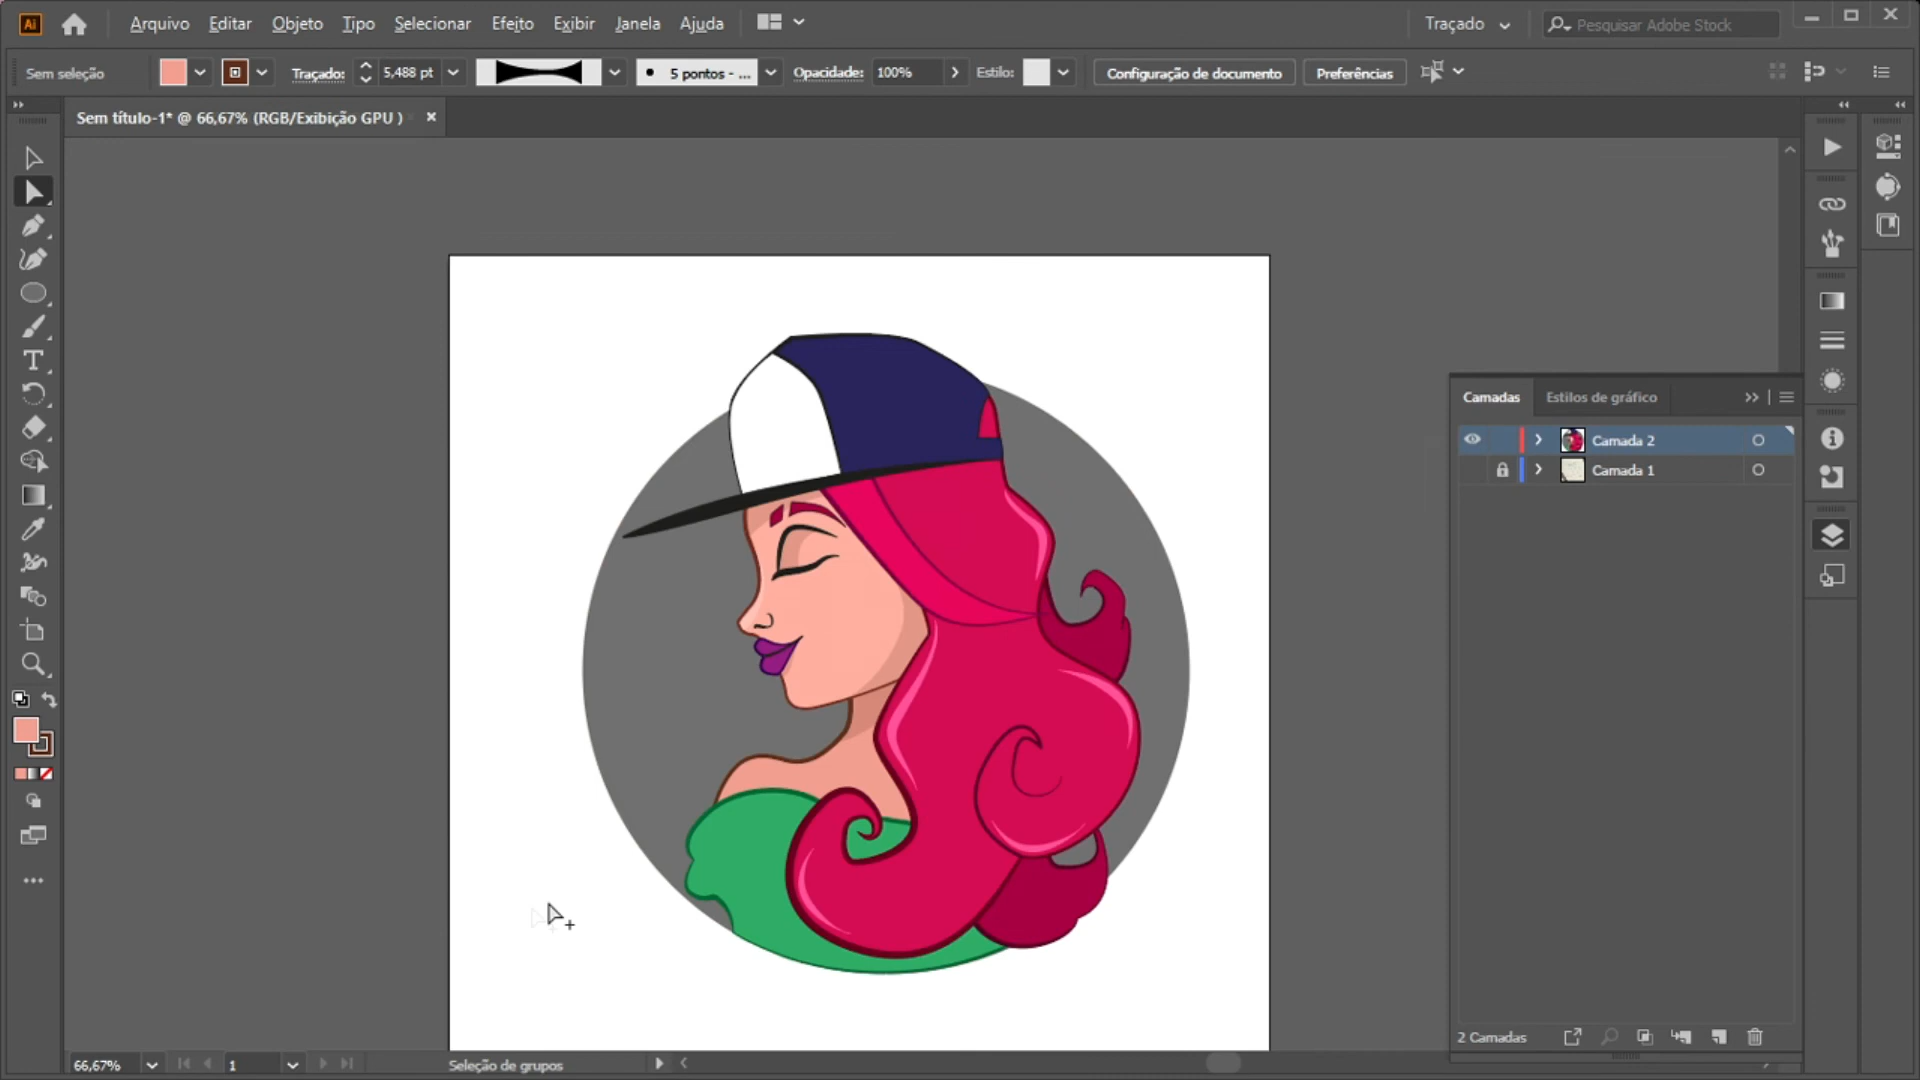 Ai Arquivo Editar Objeto Tipo Selecionar Efeito Exibir Janela Ajuda Traçado Pesquisar Adobe Stock
Sem seleção Traçado: 5,488 pt 5 pontos - ... Opacidade: 100% Estilo: Configuração de documento Preferências
Sem título-1* @ 66,67% (RGB/Exibição GPU )
Camadas Estilos de gráfico
Camada 2
Camada 1
2 Camadas
66,67% 1 Seleção de grupos